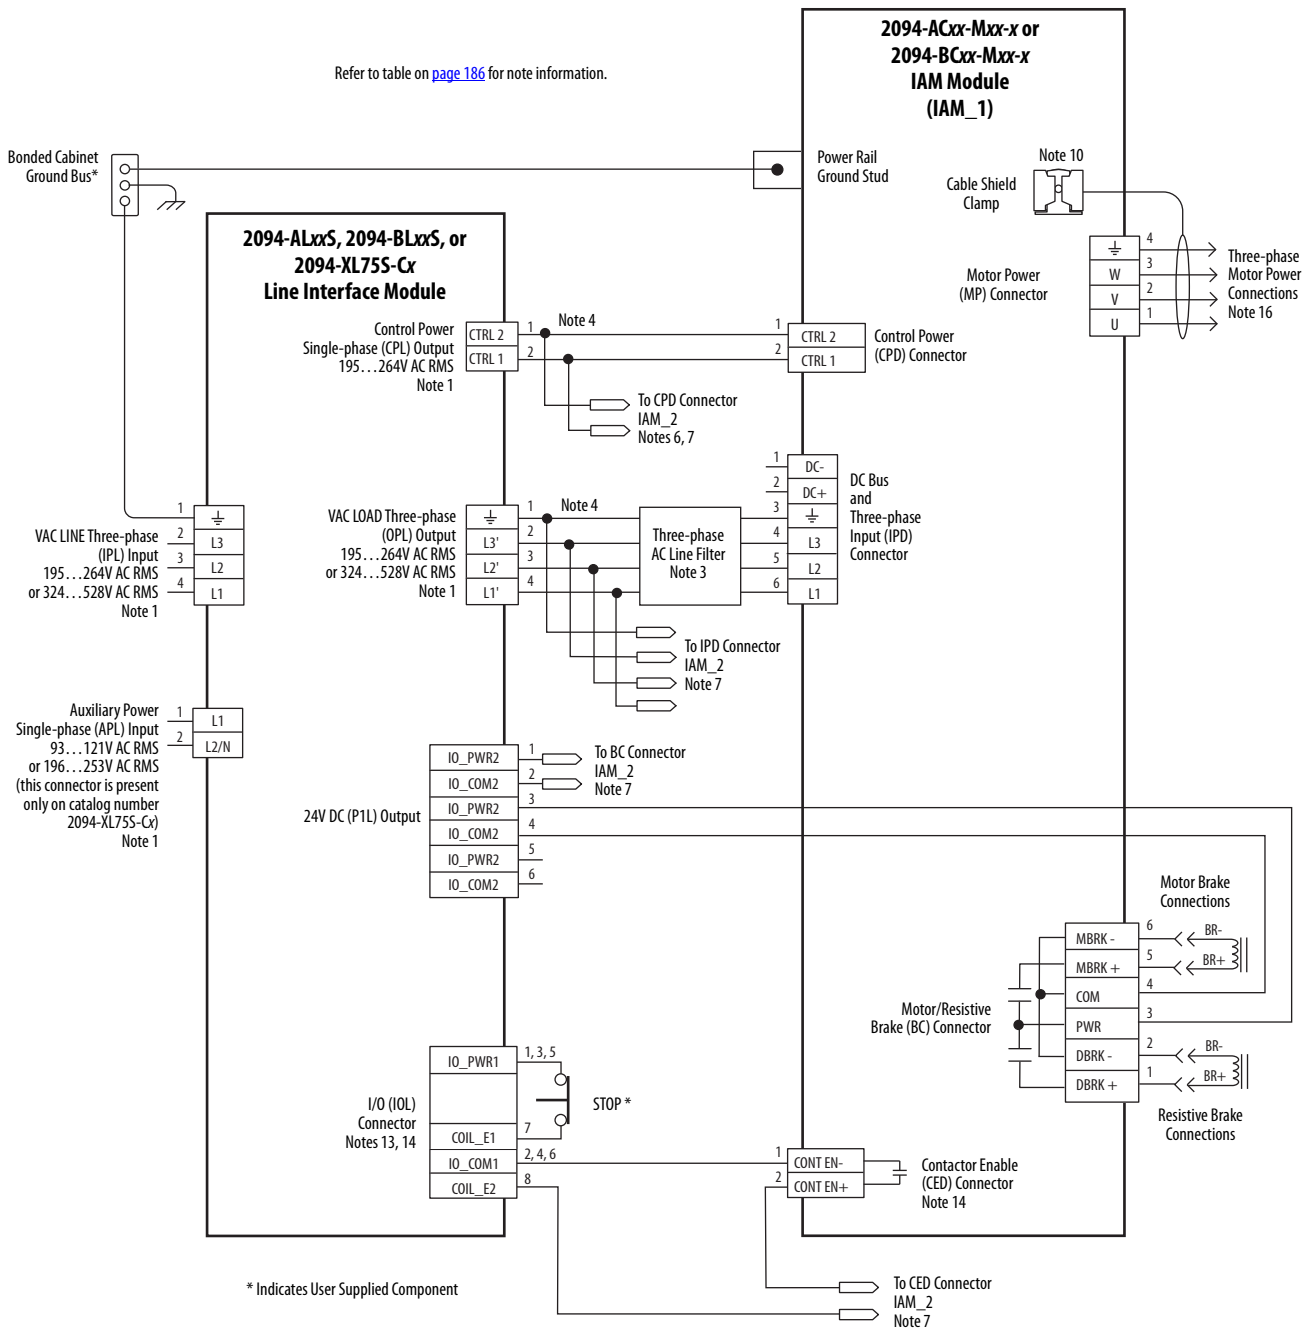 2094-ACxx-Mxx-x or
2094-BCxx-Mxx-x
IAM Module
(IAM_1)
Refer to table on page 186 for note information.
Bonded Cabinet
Ground Bus*
Power Rail
Ground Stud
Note 10
Cable Shield
Clamp
2094-ALxxS, 2094-BLxxS, or
2094-XL75S-Cx
Line Interface Module
Motor Power
(MP) Connector
4
W
3
V
2
U
1
Three-phase
Motor Power
Connections
Note 16
Control Power
Single-phase (CPL) Output
195…264V AC RMS
Note 1
CTRL 2
1
CTRL 1
2
Note 4
1
CTRL 2
2
CTRL 1
Control Power
(CPD) Connector
To CPD Connector
IAM_2
Notes 6, 7
VAC LINE Three-phase
(IPL) Input
195…264V AC RMS
or 324…528V AC RMS
Note 1
1
2
L3
3
L2
4
L1
VAC LOAD Three-phase
(OPL) Output
195…264V AC RMS
or 324…528V AC RMS
Note 1
1
L3'
2
L2'
3
L1'
4
Note 4
Three-phase
AC Line Filter
Note 3
1
DC-
2
DC+
3
4
L3
5
L2
6
L1
DC Bus
and
Three-phase
Input (IPD)
Connector
To IPD Connector
IAM_2
Note 7
Auxiliary Power
Single-phase (APL) Input
93…121V AC RMS
or 196…253V AC RMS
(this connector is present
only on catalog number
2094-XL75S-Cx)
Note 1
1
L1
2
L2/N
24V DC (P1L) Output
IO_PWR2
1
IO_COM2
2
IO_PWR2
3
IO_COM2
4
IO_PWR2
5
IO_COM2
6
To BC Connector
IAM_2
Note 7
Motor Brake
Connections
Motor/Resistive
Brake (BC) Connector
MBRK -
6
BR-
MBRK +
5
BR+
COM
4
PWR
3
DBRK -
2
BR-
DBRK +
1
BR+
Resistive Brake
Connections
I/O (IOL)
Connector
Notes 13, 14
IO_PWR1
1, 3, 5
COIL_E1
7
IO_COM1
2, 4, 6
COIL_E2
8
STOP *
1
CONT EN-
2
CONT EN+
Contactor Enable
(CED) Connector
Note 14
* Indicates User Supplied Component
To CED Connector
IAM_2
Note 7